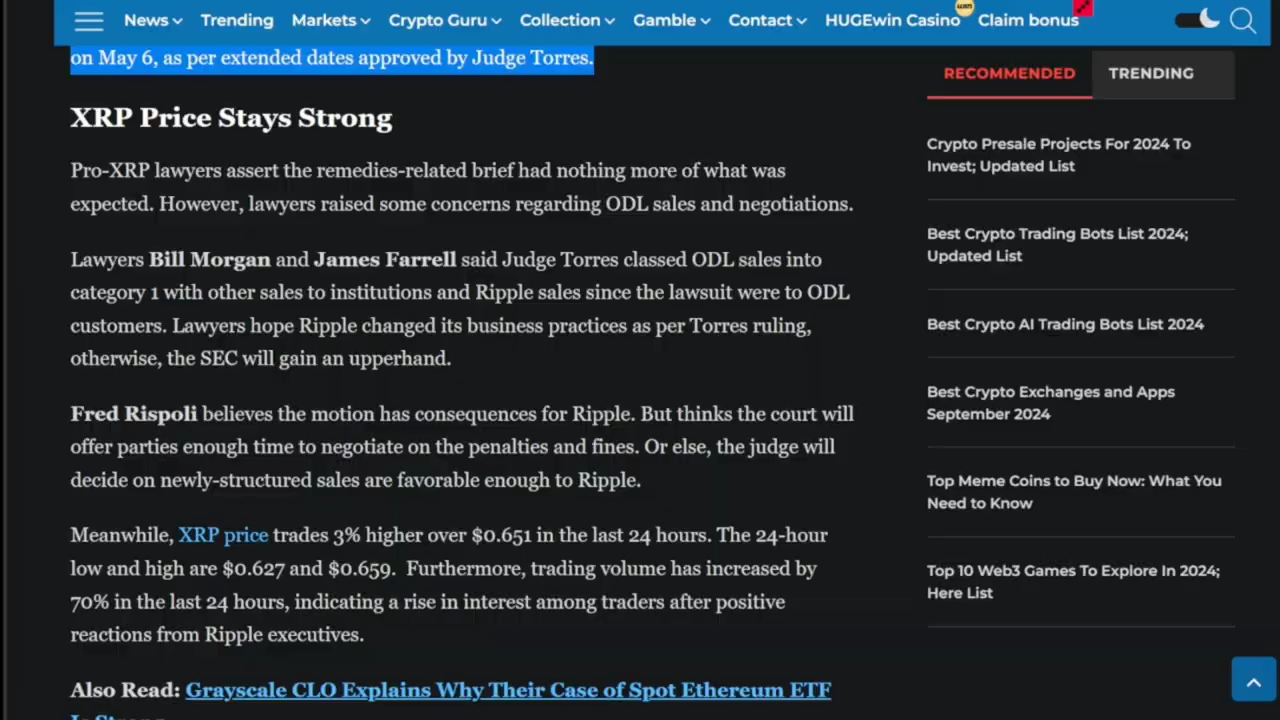 News Trending Markets Crypto Guru Collection Gamble Contact HUGEwin Casino Claim bonus
on May 6, as per extended dates approved by Judge Torres.
XRP Price Stays Strong
Pro-XRP lawyers assert the remedies-related brief had nothing more of what was
expected. However, lawyers raised some concerns regarding ODL sales and negotiations.
Lawyers Bill Morgan and James Farrell said Judge Torres classed ODL sales into
category 1 with other sales to institutions and Ripple sales since the lawsuit were to ODL
customers. Lawyers hope Ripple changed its business practices as per Torres ruling,
otherwise, the SEC will gain an upperhand.
Fred Rispoli believes the motion has consequences for Ripple. But thinks the court will
offer parties enough time to negotiate on the penalties and fines. Or else, the judge will
decide on newly-structured sales are favorable enough to Ripple.
Meanwhile, XRP price trades 3% higher over $0.651 in the last 24 hours. The 24-hour
low and high are $0.627 and $0.659. Furthermore, trading volume has increased by
70% in the last 24 hours, indicating a rise in interest among traders after positive
reactions from Ripple executives.
Also Read: Grayscale CLO Explains Why Their Case of Spot Ethereum ETF
RECOMMENDED TRENDING
Crypto Presale Projects For 2024 To
Invest; Updated List
Best Crypto Trading Bots List 2024;
Updated List
Best Crypto AI Trading Bots List 2024
Best Crypto Exchanges and Apps
September 2024
Top Meme Coins to Buy Now: What You
Need to Know
Top 10 Web3 Games To Explore In 2024;
Here List